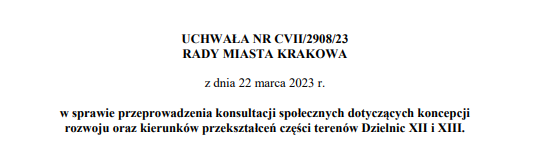 UCHWAŁA NR CVII/2908/23
RADY MIASTA KRAKOWA
z dnia 22 marca 2023 r.
w sprawie przeprowadzenia konsultacji społecznych dotyczących koncepcji
rozwoju oraz kierunków przekształceń części terenów Dzielnic XII i XIII.